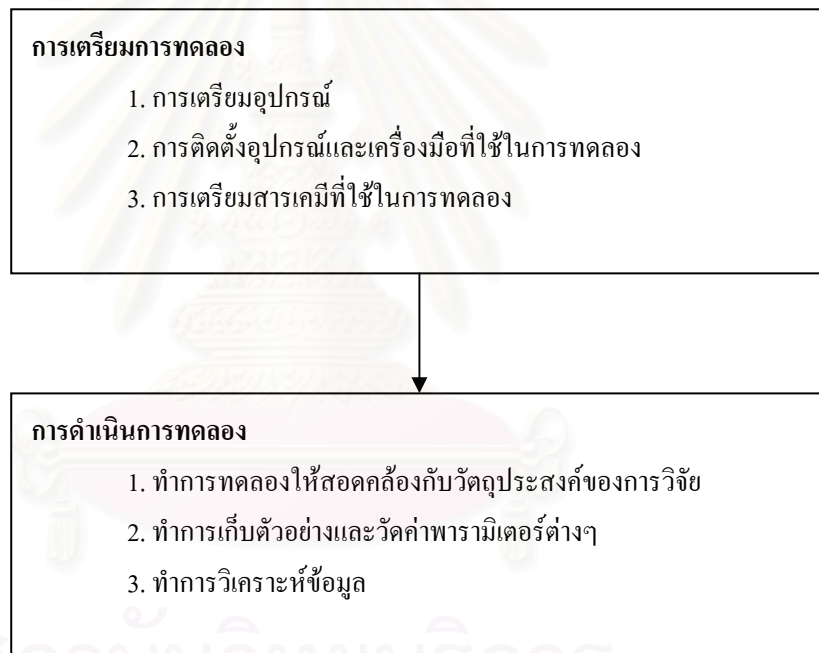 การเตรียมการทดลอง
1. การเตรียมอุปกรณ์
2. การติดตั้งอุปกรณ์และเครื่องมือที่ใช้ในการทดลอง
3. การเตรียมสารเคมีที่ใช้ในการทดลอง
การดำเนินการทดลอง
1. ทำการทดลองให้สอดคล้องกับวัตถุประสงค์ของการวิจัย
2. ทำการเก็บตัวอย่างและวัดค่าพารามิเตอร์ต่างๆ
3. ทำการวิเคราะห์ข้อมูล